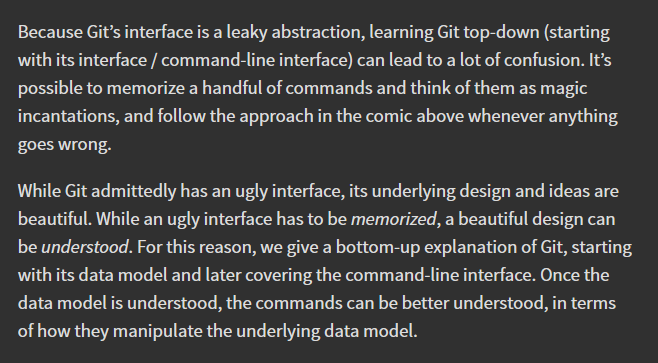 Because Git’s interface is a leaky abstraction, learning Git top-down (starting
with its interface / command-line interface) can lead to a lot of confusion. It’s
possible to memorize a handful of commands and think of them as magic
incantations, and follow the approach in the comic above whenever anything
goes wrong.
While Git admittedly has an ugly interface, its underlying design and ideas are
beautiful. While an ugly interface has to be memorized, a beautiful design can
be understood. For this reason, we give a bottom-up explanation of Git, starting
with its data model and later covering the command-line interface. Once the
data model is understood, the commands can be better understood, in terms
of how they manipulate the underlying data model.